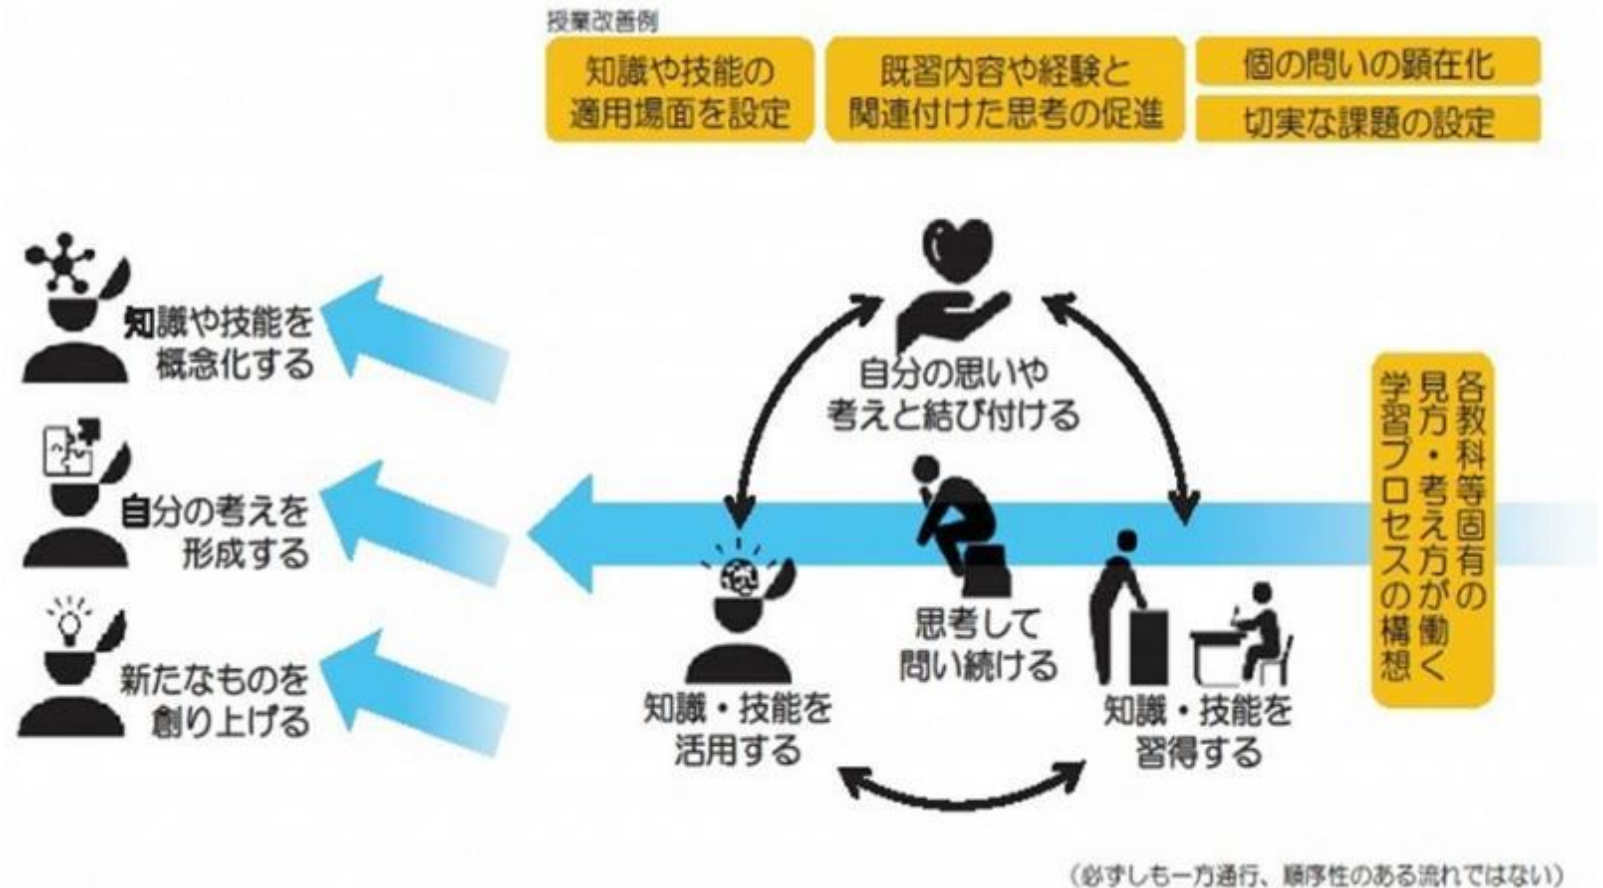 授業改善例
知識や技能の
適用場面を設定
既習内容や経験と
関連付けた思考の促進
個の問いの顕在化
切実な課題の設定
知識や技能を
概念化する
自分の考えを
形成する
新たなものを
創り上げる
自分の思いや
考えと結び付ける
思考して
問い続ける
知識・技能を
活用する
知識・技能を
習得する
各教科等固有の
見方・考え方が働く
学習プロセスの構想
（必ずしも一方通行、順序性のある流れではない）